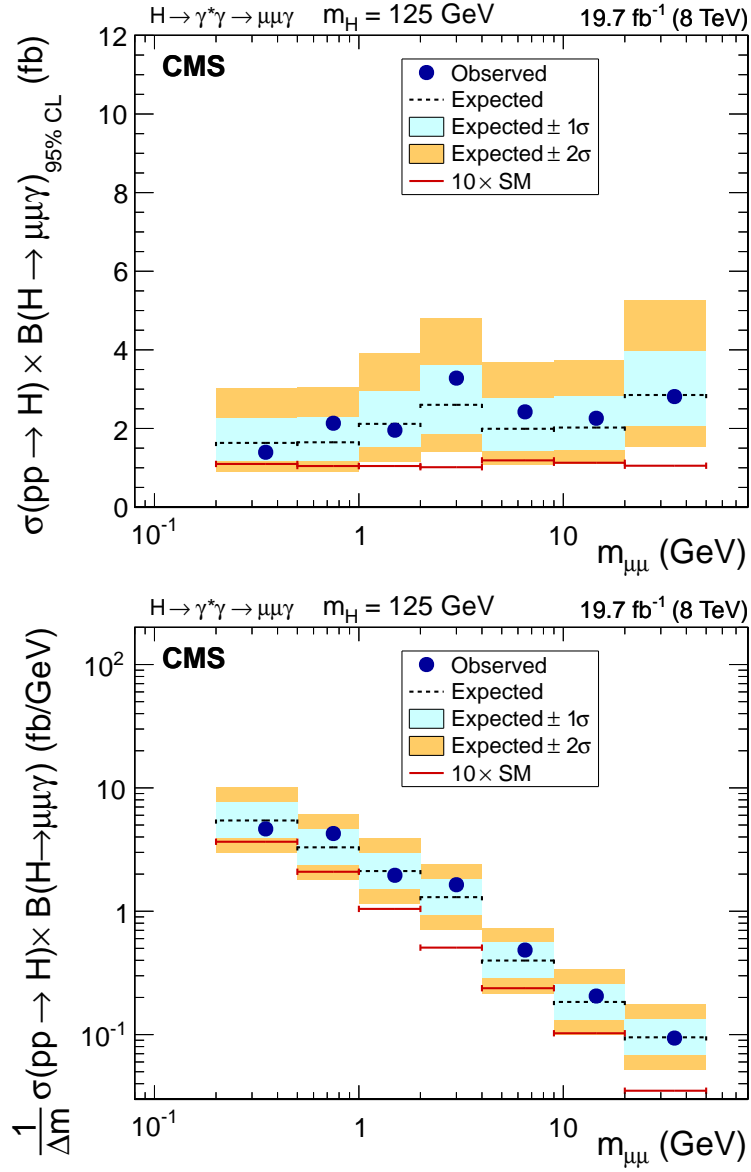 H → γ*γ → μμγ m_H = 125 GeV 19.7 fb⁻¹ (8 TeV)
CMS
Observed
Expected
Expected ± 1σ
Expected ± 2σ
10 × SM
σ(pp → H) × B(H → μμγ)_95% CL (fb)
12
10
8
6
4
2
0
10⁻¹ 1 10
m_μμ (GeV)
H → γ*γ → μμγ m_H = 125 GeV 19.7 fb⁻¹ (8 TeV)
CMS
Observed
Expected
Expected ± 1σ
Expected ± 2σ
10 × SM
1/Δm σ(pp → H) × B(H→μμγ) (fb/GeV)
10²
10
1
10⁻¹
10⁻¹ 1 10
m_μμ (GeV)